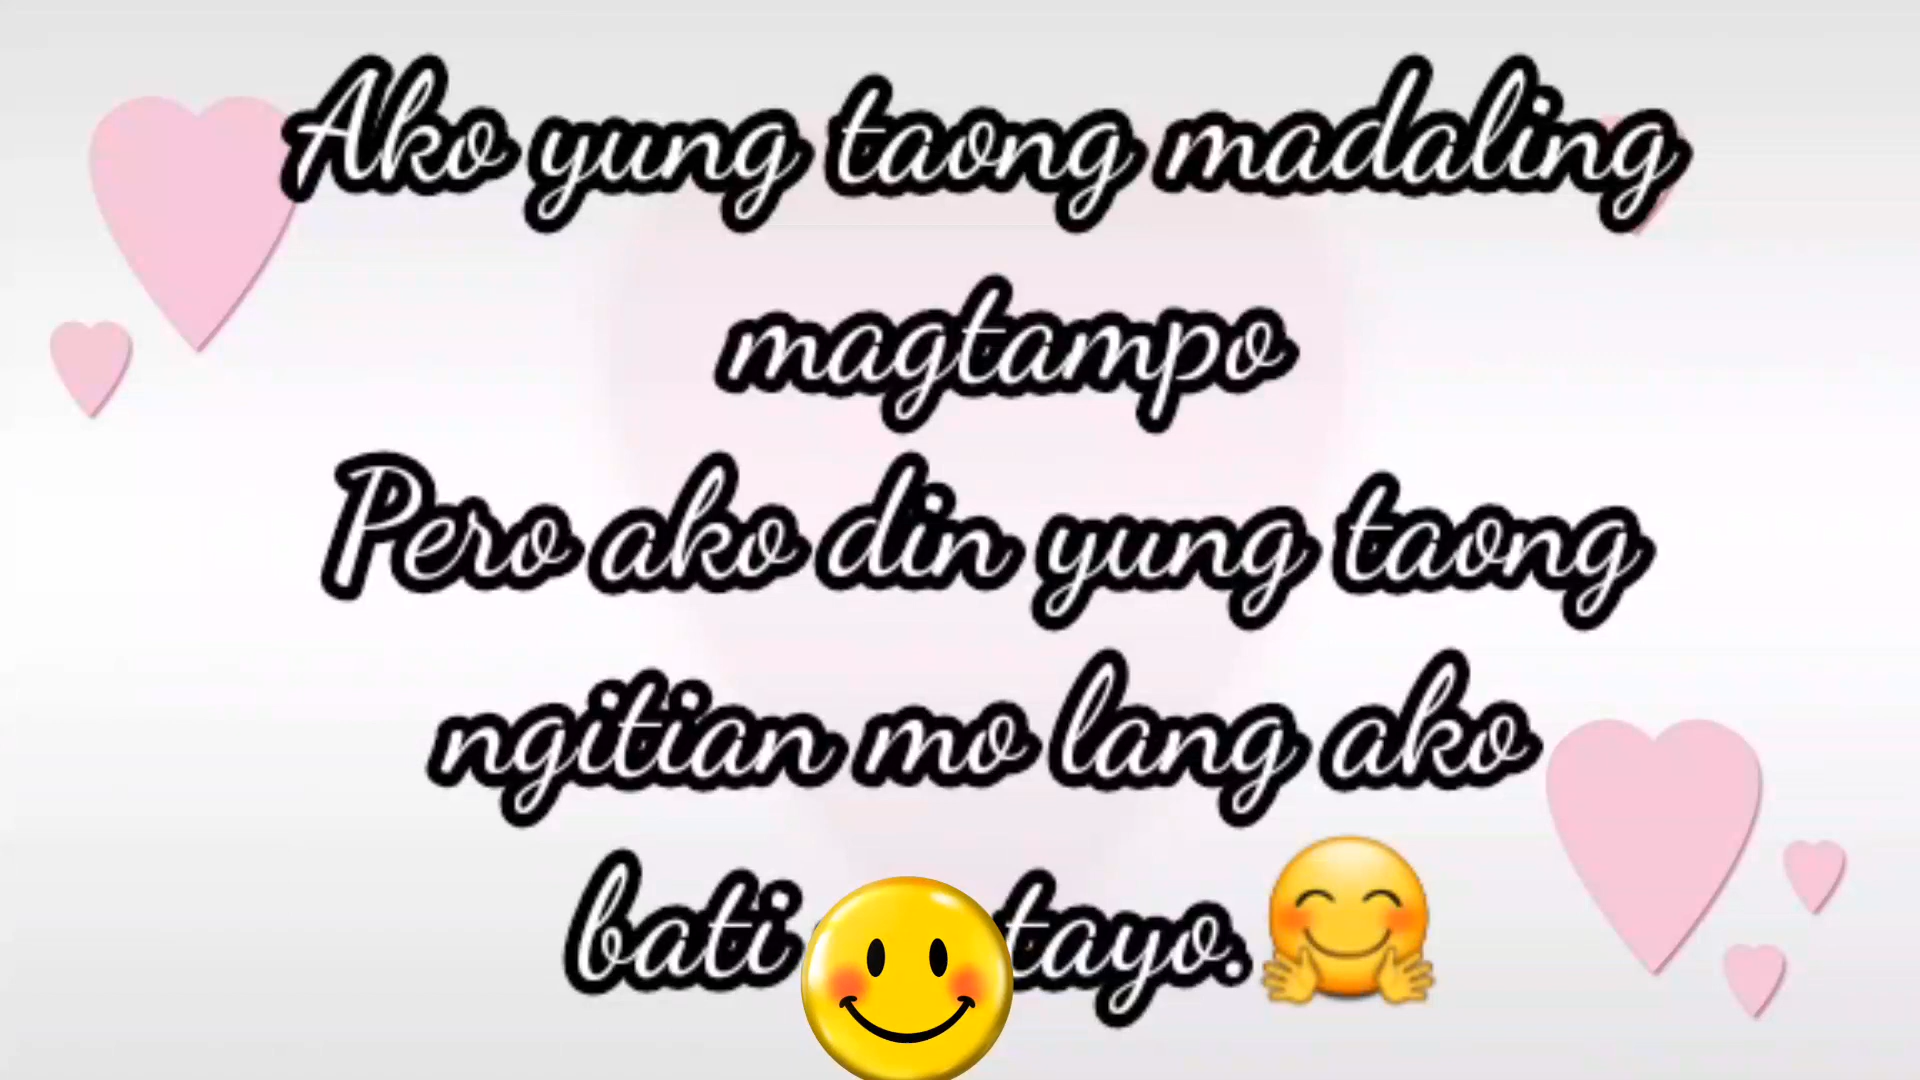 Ako yung taong madaling
magtampo
Pero ako din yung taong
ngitian mo lang ako
bati tayo.